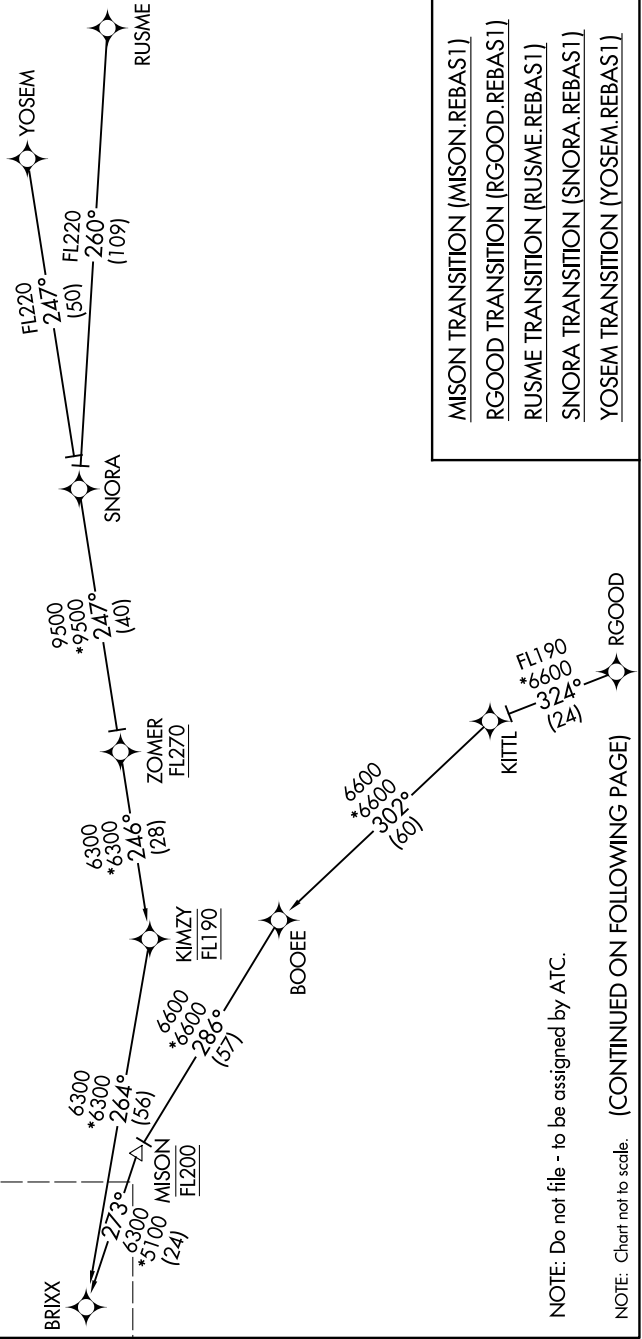 YOSEM
RUSME
FL220
247°
(50)
FL220
260°
(109)
SNORA
9500
*9500
247°
(40)
ZOMER
FL270
6300
*6300
246°
(28)
KIMZY
FL190
6300
*6300
264°
(56)
BRIXX
273°
6300
*5100
(24)
MISON
FL200
6600
*6600
286°
(57)
BOOEE
6600
*6600
302°
(60)
KITTL
FL190
*6600
324°
(24)
RGOOD
MISON TRANSITION (MISON.REBAS1)
RGOOD TRANSITION (RGOOD.REBAS1)
RUSME TRANSITION (RUSME.REBAS1)
SNORA TRANSITION (SNORA.REBAS1)
YOSEM TRANSITION (YOSEM.REBAS1)
NOTE: Do not file - to be assigned by ATC.
NOTE: Chart not to scale. (CONTINUED ON FOLLOWING PAGE)